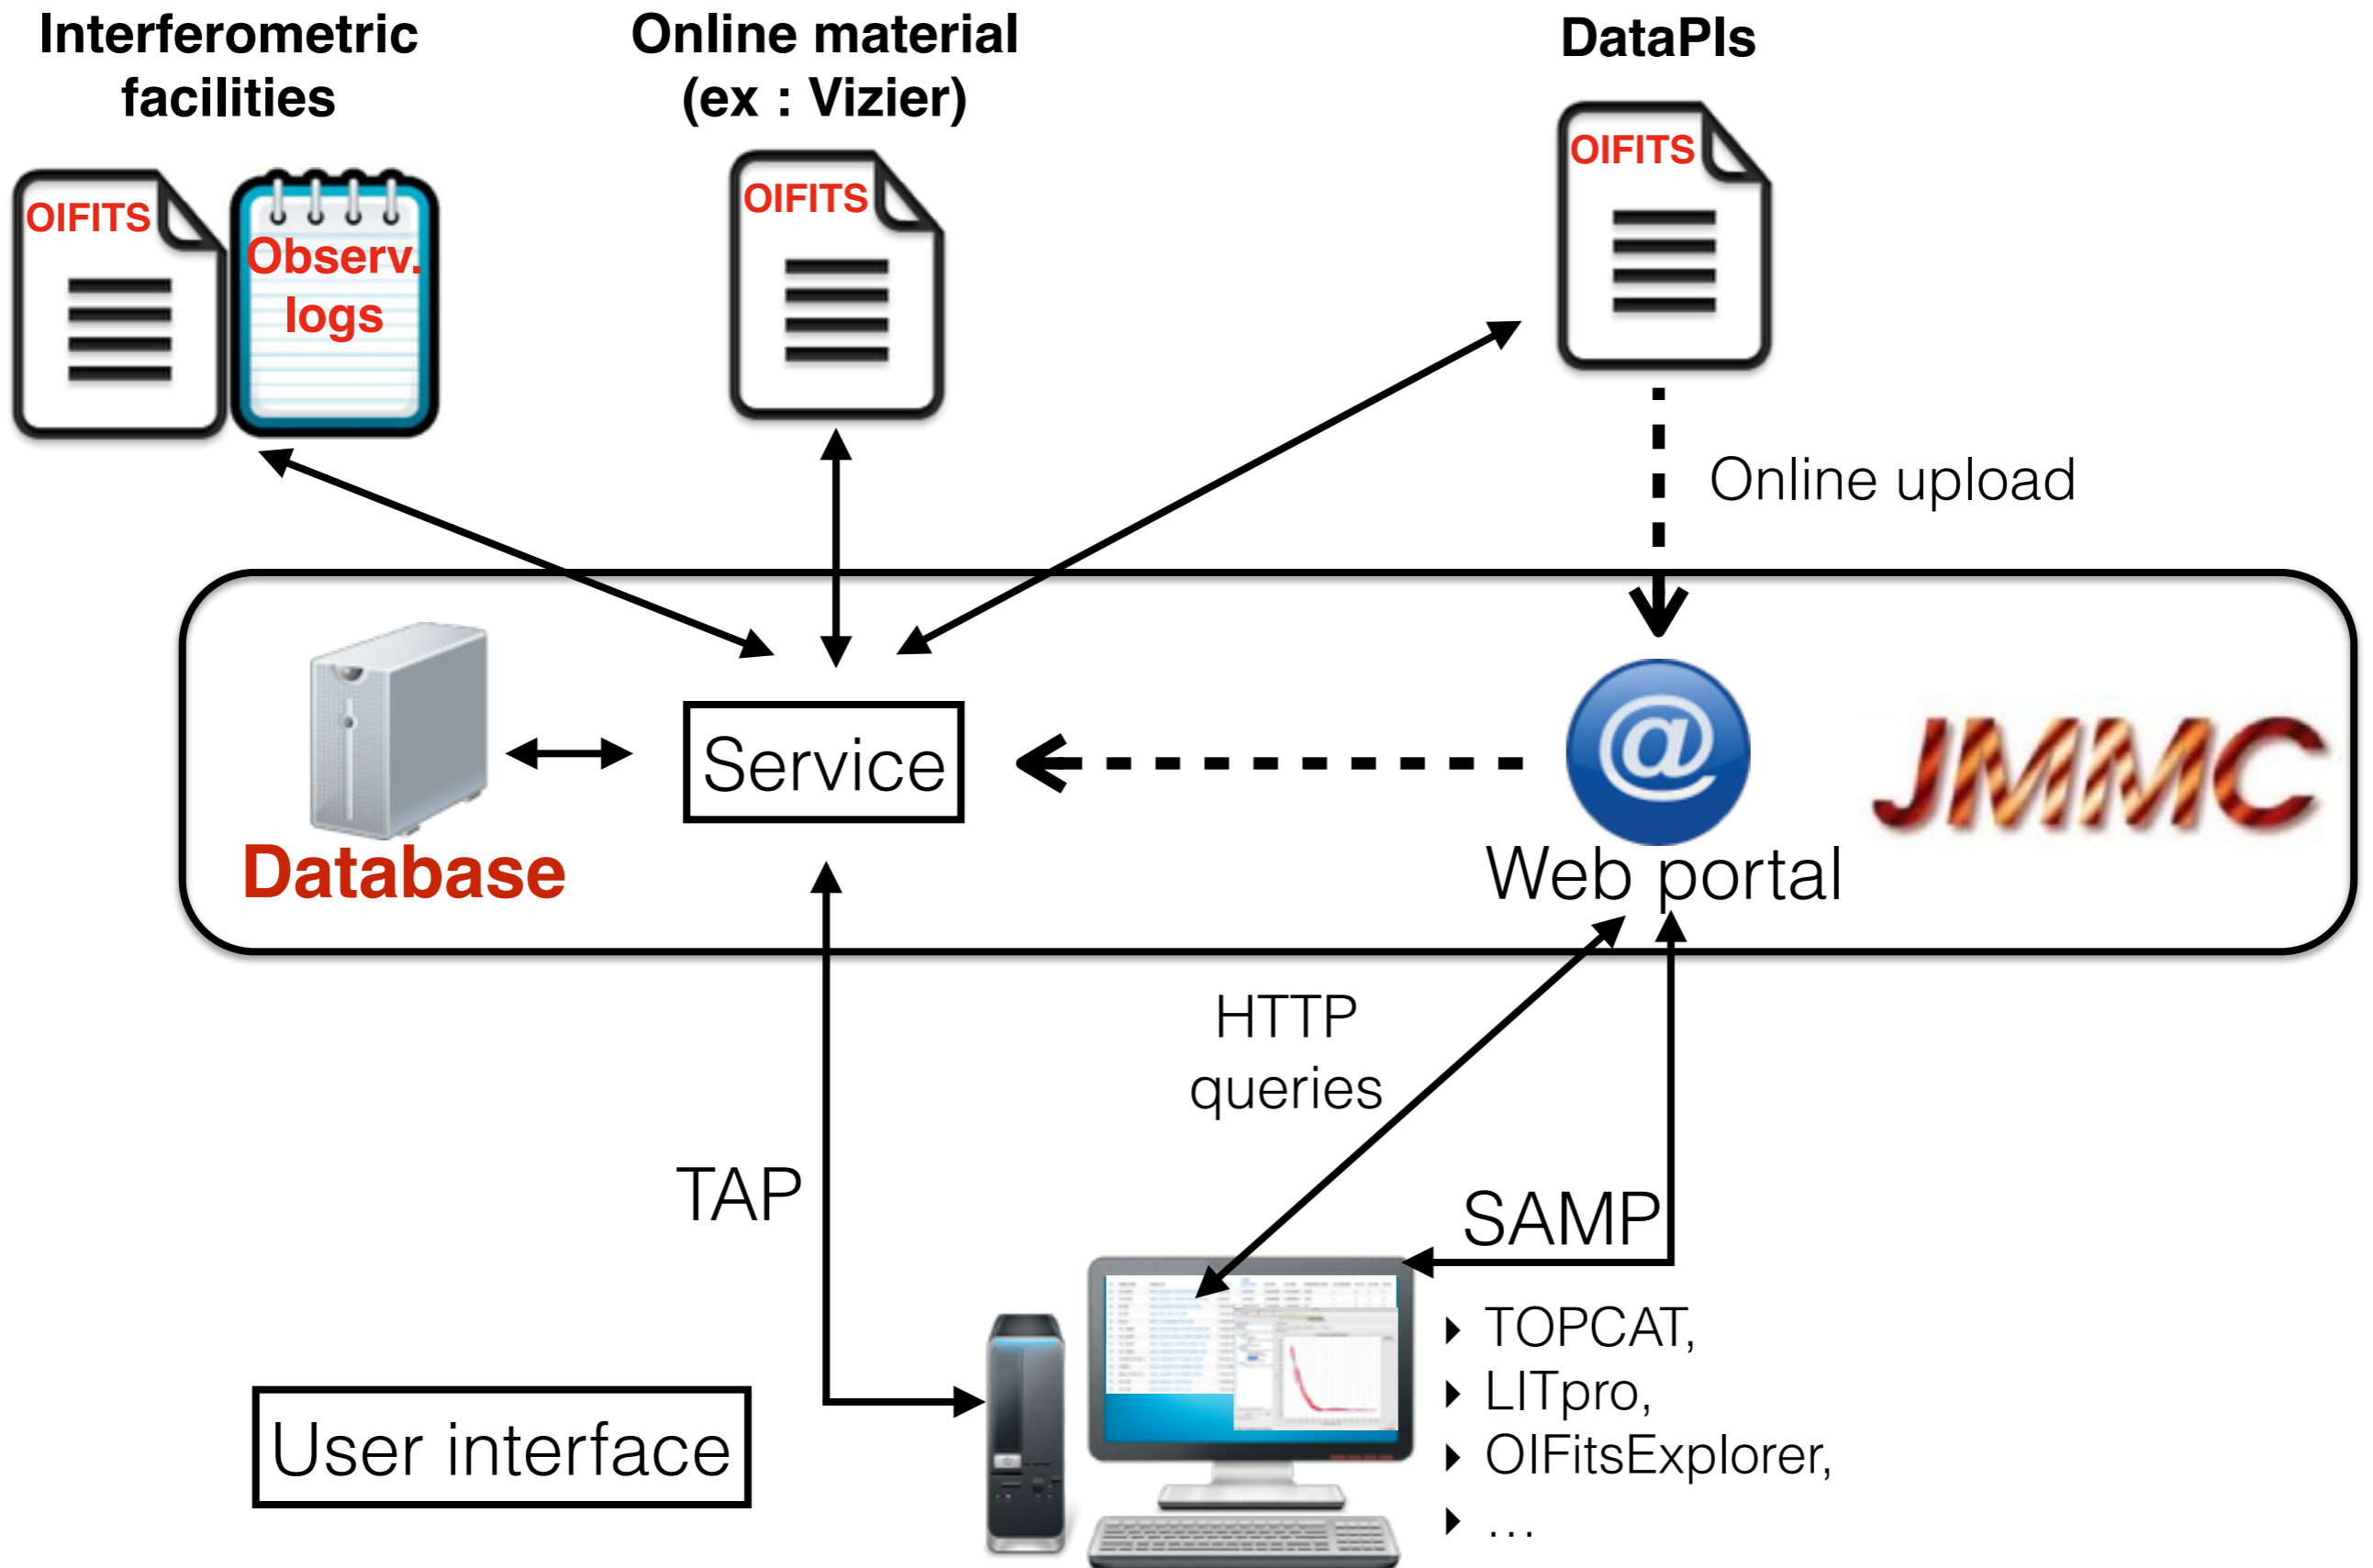 Interferometric
facilities
Online material
(ex : Vizier)
DataPIs
OIFITS
Observ.
logs
OIFITS
OIFITS
Online upload
Database
Service
@
Web portal
JMMC
HTTP
queries
TAP
SAMP
User interface
‣ TOPCAT,
‣ LITpro,
‣ OIFitsExplorer,
‣ ...